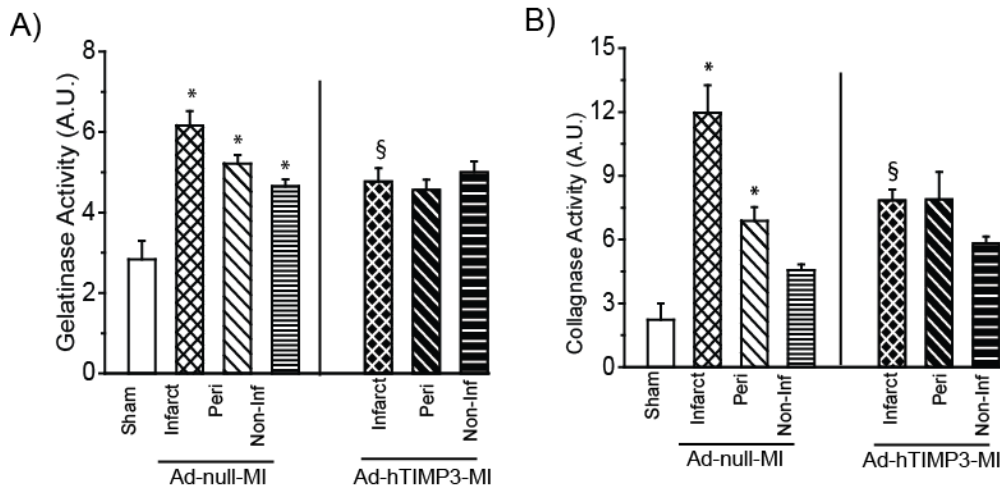 A)
Gelatinase Activity (A.U.)
8
6
4
2
0
*
*
*
§
Sham
Infarct
Peri
Non-Inf
Infarct
Peri
Non-Inf
Ad-null-MI
Ad-hTIMP3-MI
B)
Collagnase Activity (A.U.)
15
12
9
6
3
0
*
*
§
Sham
Infarct
Peri
Non-Inf
Infarct
Peri
Non-Inf
Ad-null-MI
Ad-hTIMP3-MI